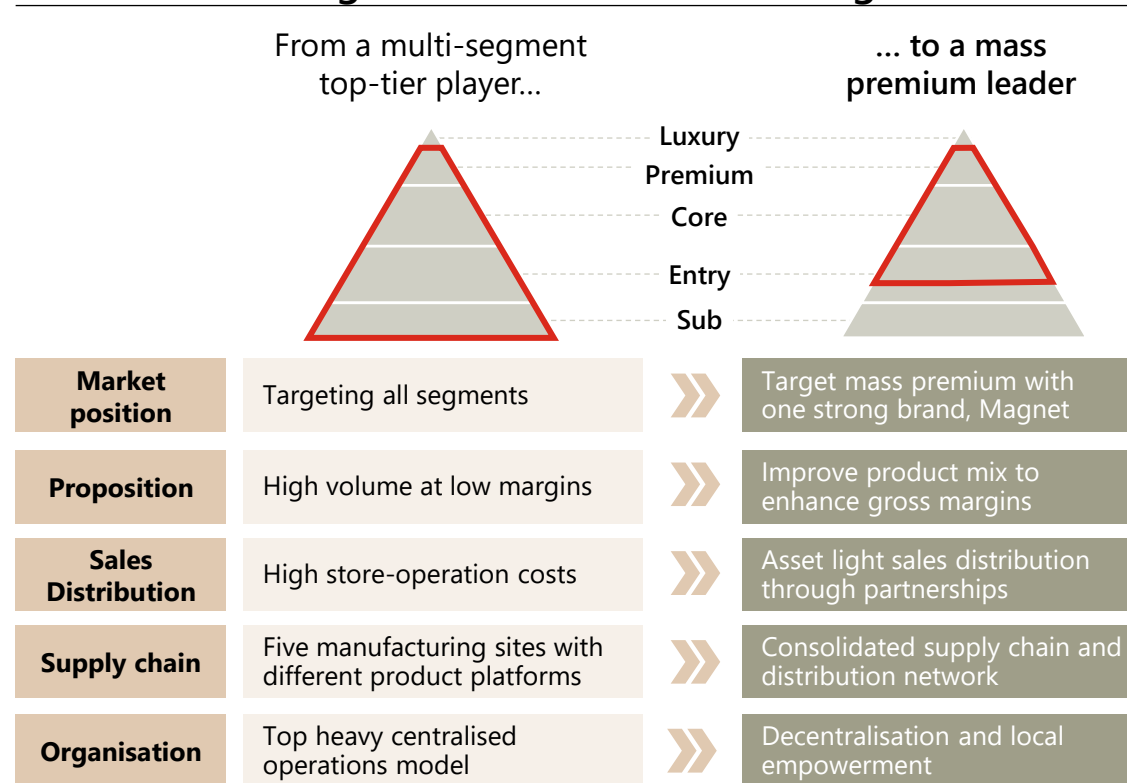 From a multi-segment
top-tier player...
... to a mass
premium leader
Luxury
Premium
Core
Entry
Sub
Market
position
Targeting all segments
Target mass premium with
one strong brand, Magnet
Proposition
High volume at low margins
Improve product mix to
enhance gross margins
Sales
Distribution
High store-operation costs
Asset light sales distribution
through partnerships
Supply chain
Five manufacturing sites with
different product platforms
Consolidated supply chain and
distribution network
Organisation
Top heavy centralised
operations model
Decentralisation and local
empowerment